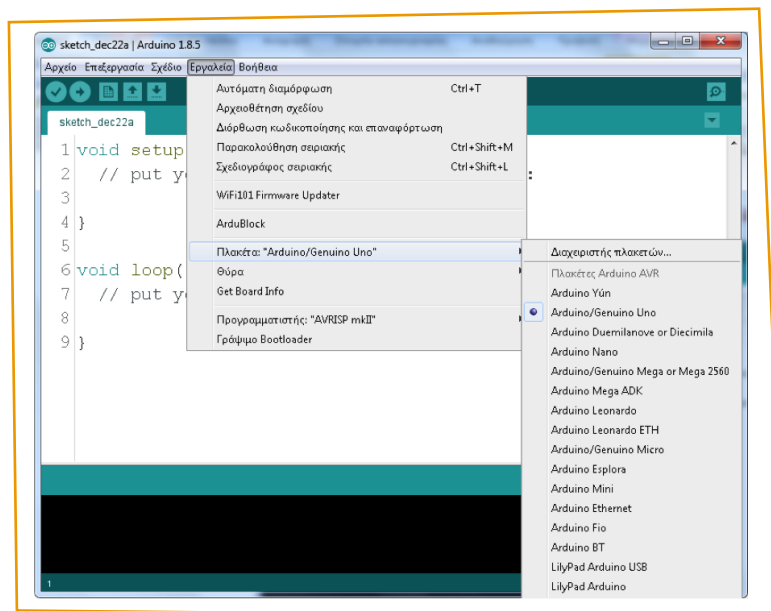 sketch_dec22a | Arduino 1.8.5
Αρχείο Επεξεργασία Σχέδιο Εργαλεία Βοήθεια
sketch_dec22a
1 void setup
2 // put yo :
3
4 }
5
6 void loop(
7 // put yo
8
9 }
Αυτόματη διαμόρφωση Ctrl+T
Αρχειοθέτηση σχεδίου
Διόρθωση κωδικοποίησης και επαναφόρτωση
Παρακολούθηση σειριακής Ctrl+Shift+M
Σχεδιογράφος σειριακής Ctrl+Shift+L
WiFi101 Firmware Updater
ArduBlock
Πλακέτα: "Arduino/Genuino Uno"
Θύρα
Get Board Info
Προγραμματιστής: "AVRISP mkII"
Γράψιμο Bootloader
Διαχειριστής πλακετών...
Πλακέτες Arduino AVR
Arduino Yún
Arduino/Genuino Uno
Arduino Duemilanove or Diecimila
Arduino Nano
Arduino/Genuino Mega or Mega 2560
Arduino Mega ADK
Arduino Leonardo
Arduino Leonardo ETH
Arduino/Genuino Micro
Arduino Esplora
Arduino Mini
Arduino Ethernet
Arduino Fio
Arduino BT
LilyPad Arduino USB
LilyPad Arduino
1